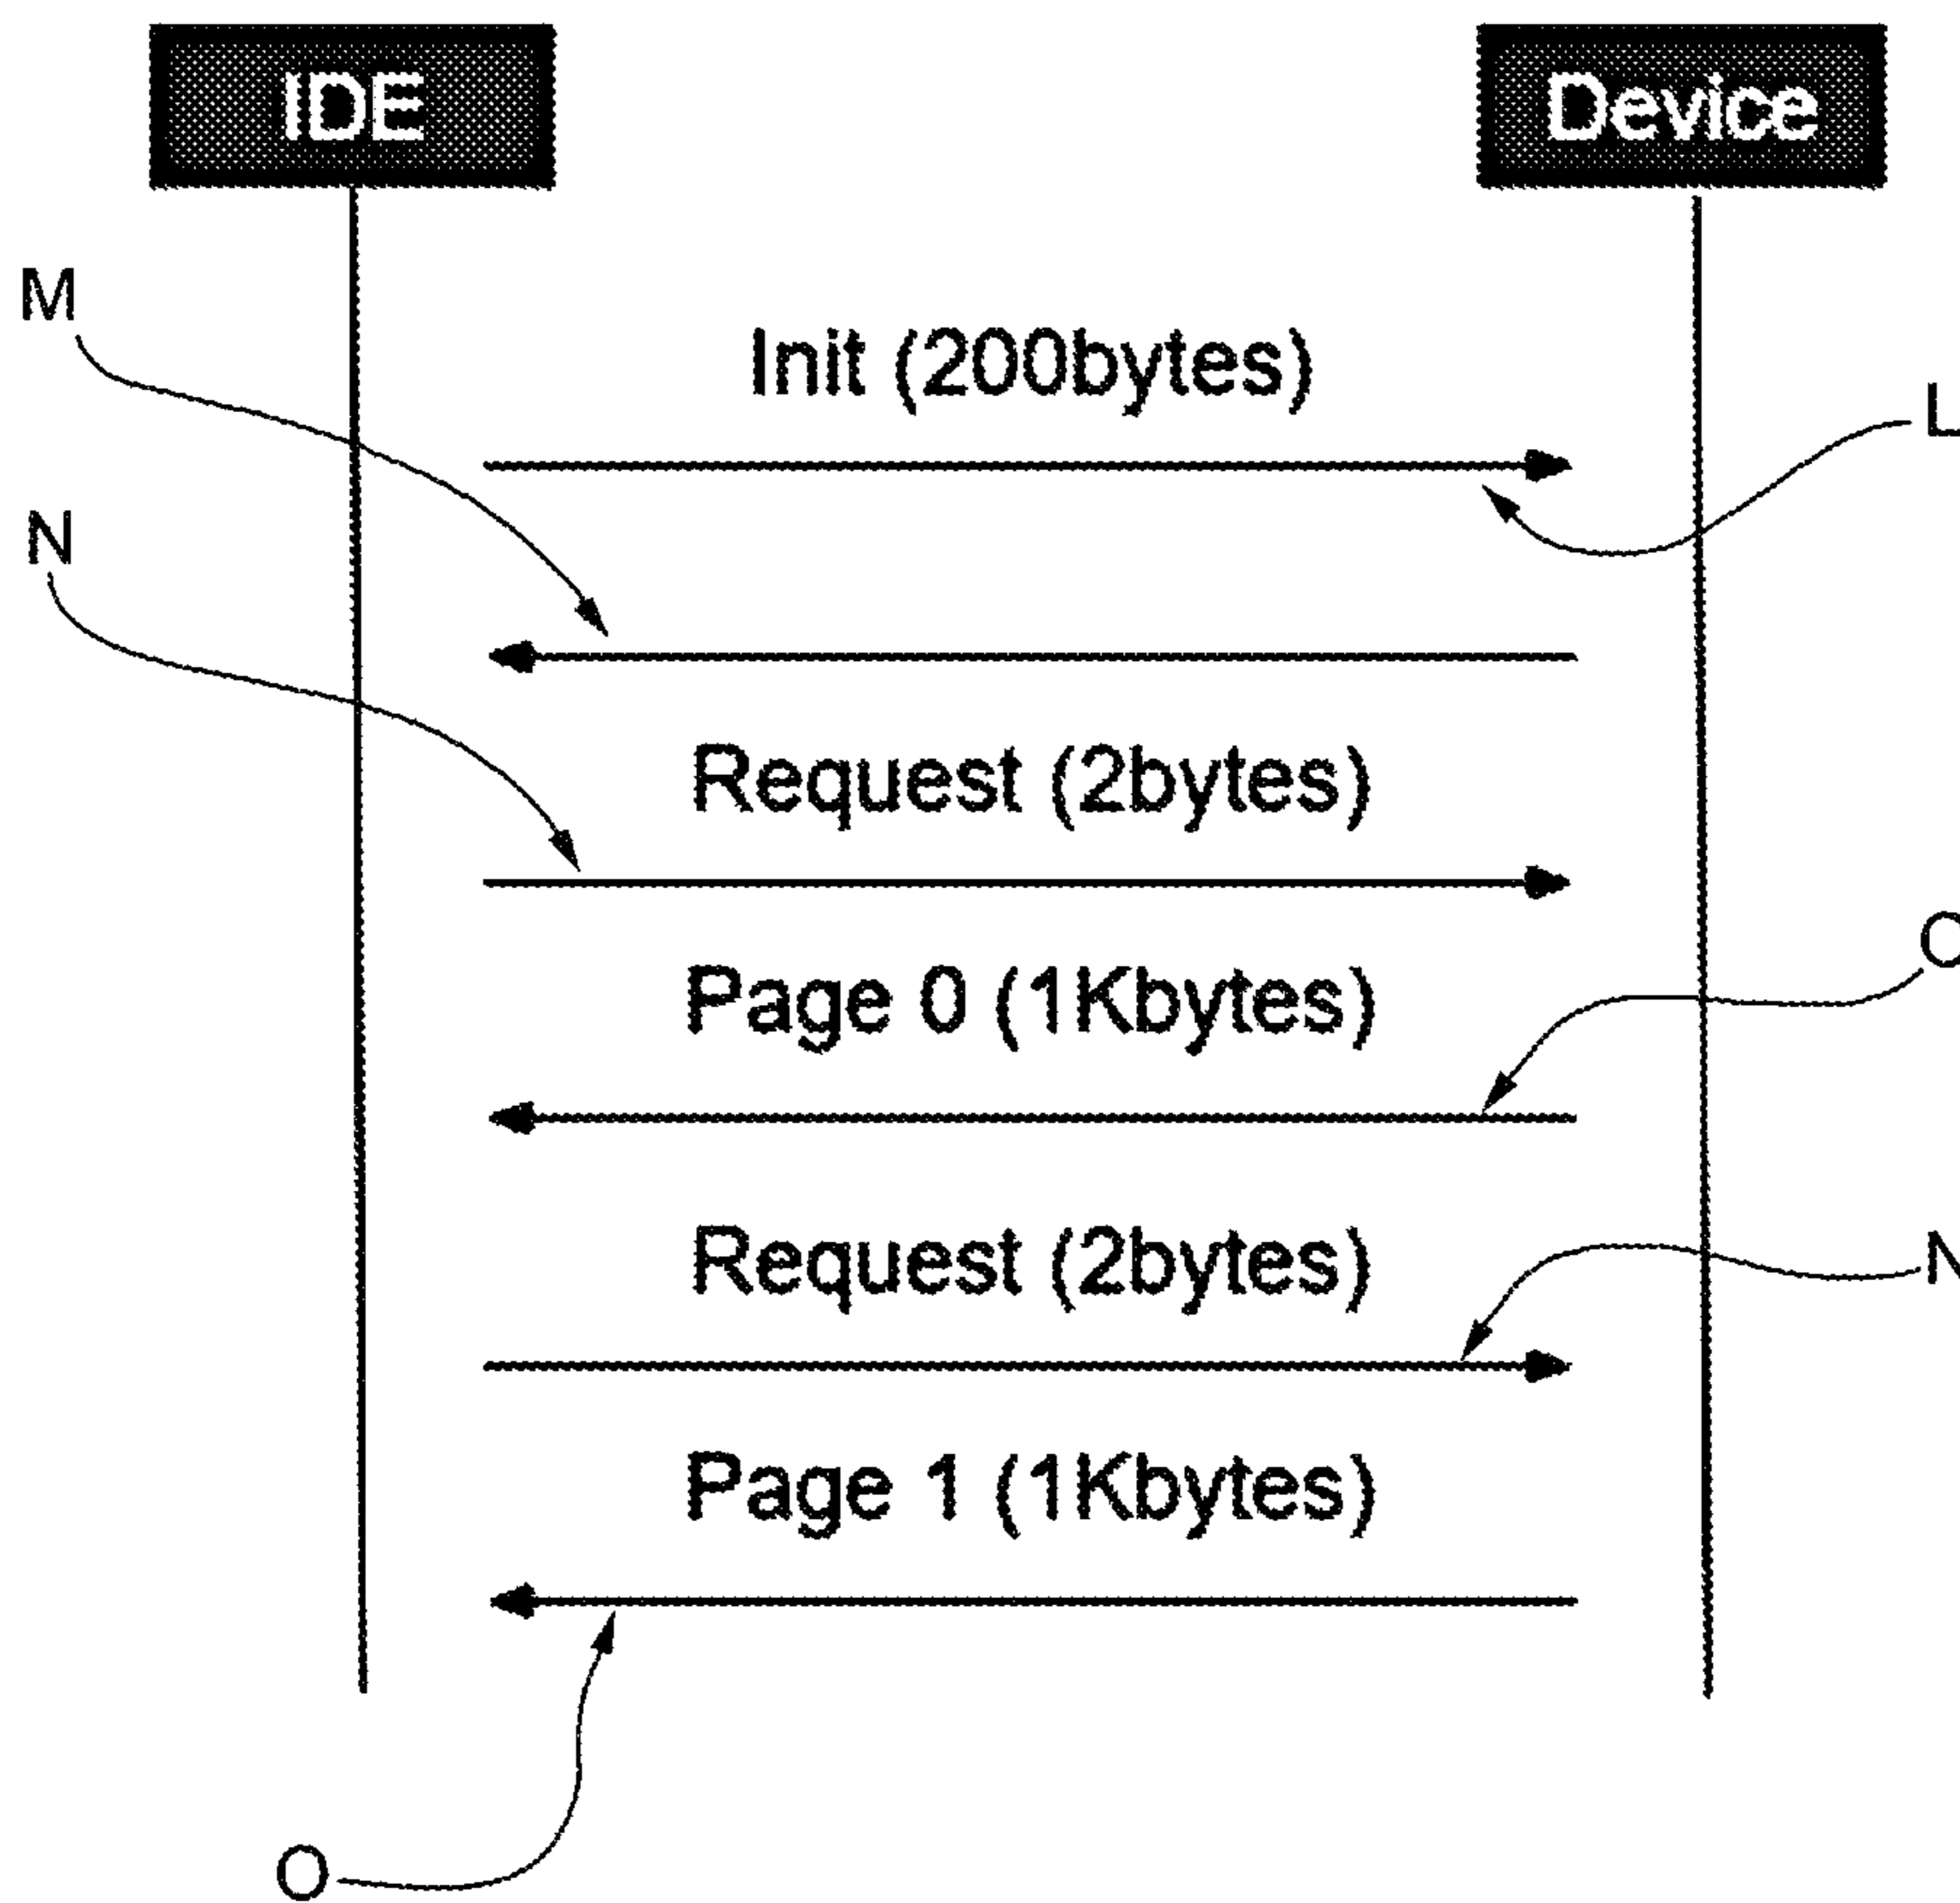 IDE Device
M
Init (200bytes)
L
N
Request (2bytes)
O
Page 0 (1Kbytes)
Request (2bytes)
N
Page 1 (1Kbytes)
O